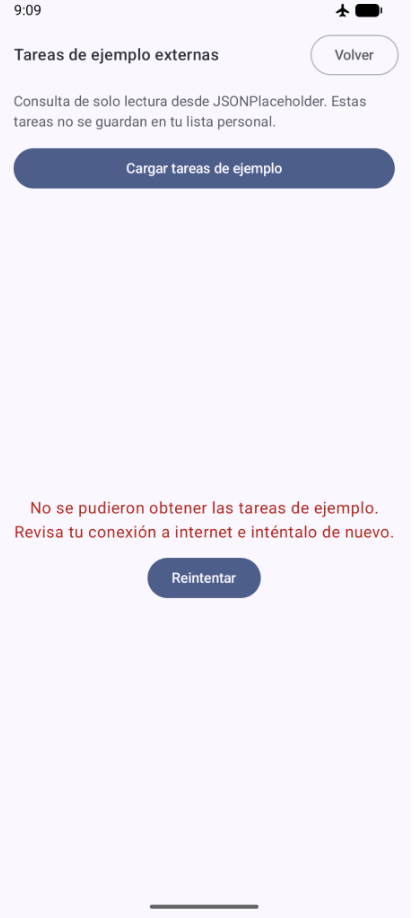 9:09
Tareas de ejemplo externas
Volver
Consulta de solo lectura desde JSONPlaceholder. Estas
tareas no se guardan en tu lista personal.
Cargar tareas de ejemplo
No se pudieron obtener las tareas de ejemplo.
Revisa tu conexión a internet e inténtalo de nuevo.
Reintentar